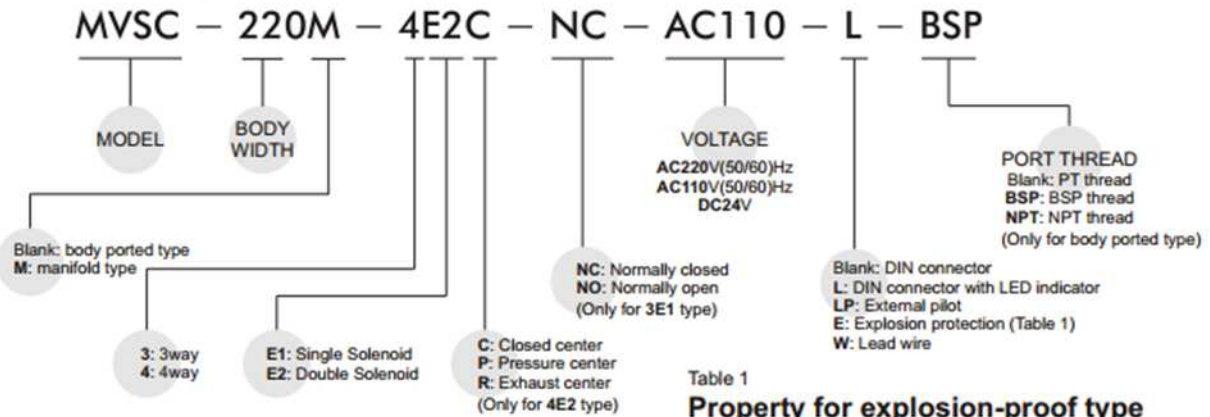 MVSC – 220M – 4E2C – NC – AC110 – L – BSP
MODEL
BODY
WIDTH
VOLTAGE
AC220V(50/60)Hz
AC110V(50/60)Hz
DC24V
PORT THREAD
Blank: PT thread
BSP: BSP thread
NPT: NPT thread
(Only for body ported type)
Blank: body ported type
M: manifold type
3: 3way
4: 4way
E1: Single Solenoid
E2: Double Solenoid
C: Closed center
P: Pressure center
R: Exhaust center
(Only for 4E2 type)
NC: Normally closed
NO: Normally open
(Only for 3E1 type)
Blank: DIN connector
L: DIN connector with LED indicator
LP: External pilot
E: Explosion protection (Table 1)
W: Lead wire
Table 1
Property for explosion-proof type